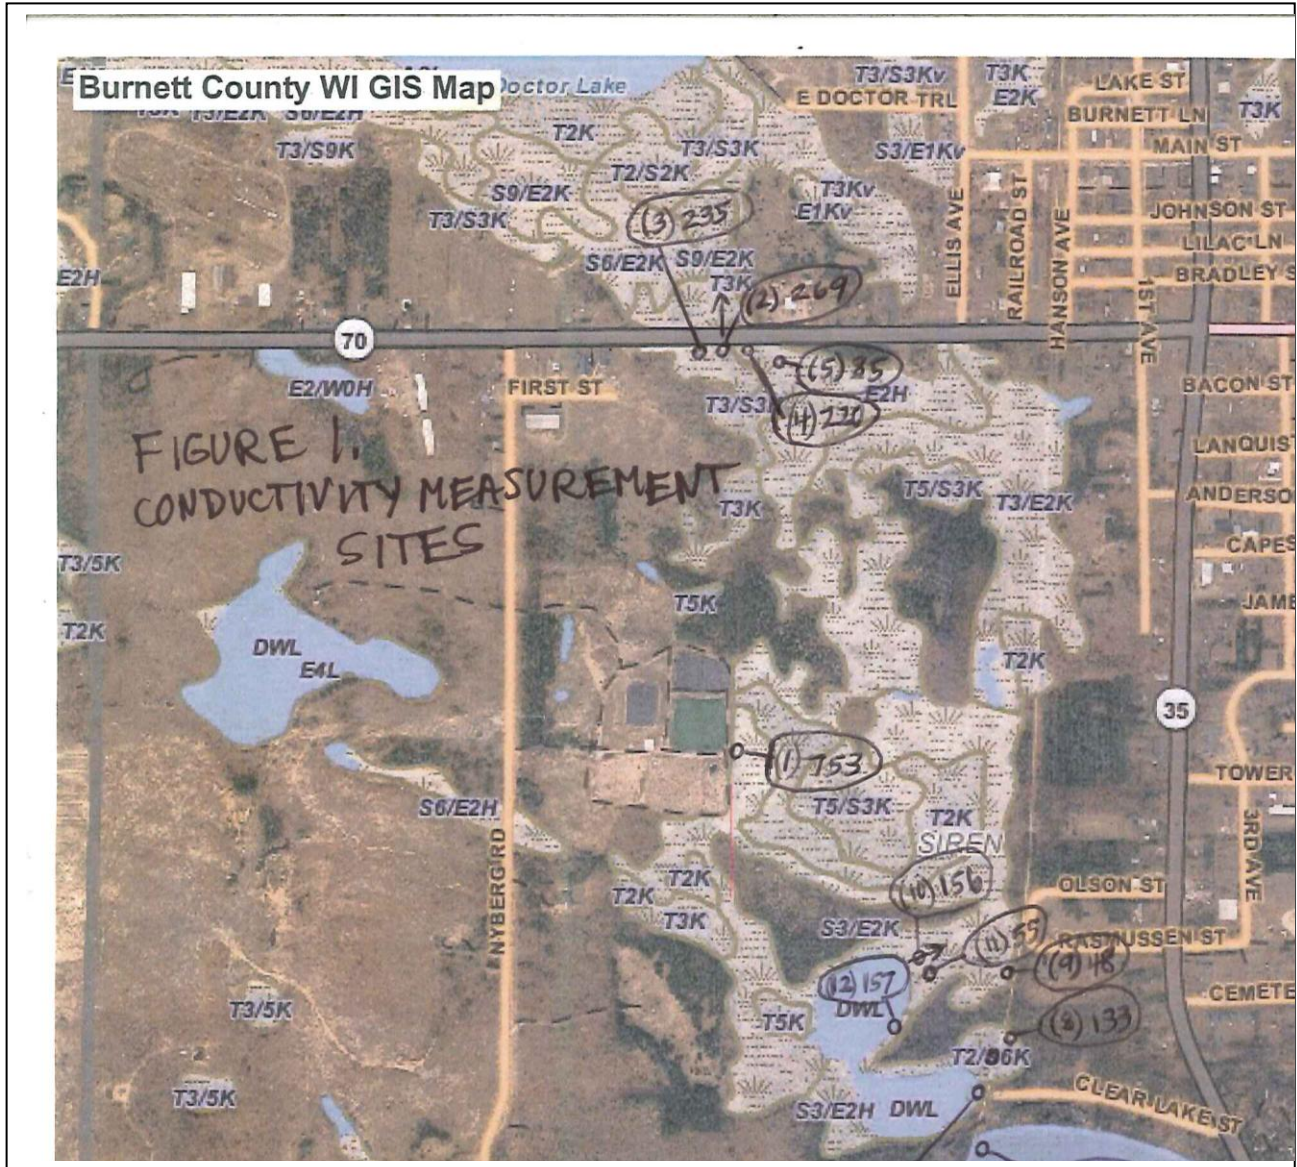 Burnett County WI GIS Map
Doctor Lake
T3/S3Kv
T3K
E2K
LAKE ST
E DOCTOR TRL
BURNETT LN
T3K
T3/E2K S6/E2H
T2K
T3/S9K
T3/S3K
S3/E1Kv
MAIN ST
T2/S2K
S9/E2K
T3Kv
E1Kv
T3/S3K
(3) 235
ELLIS AVE
RAILROAD ST
HANSON AVE
JOHNSON ST
LILAC LN
S6/E2K
S9/E2K
E2H
T3K
BRADLEY S
(2) 269
1ST AVE
70
(5) 85
E2/W0H
FIRST ST
T3/S3
E2H
BACON ST
(4) 220
FIGURE 1.
CONDUCTIVITY MEASUREMENT
SITES
LANQUIS
T5/S3K
T3/E2K
ANDERSO
T3K
CAPES
T3/5K
T5K
JAME
T2K
DWL
E4L
T2K
35
(1) 753
TOWER
S6/E2H
T5/S3K
T2K
SIREN
3RD AVE
NYBERG RD
(10) 156
T2K
T2K
OLSON ST
T3K
S3/E2K
(11) 55
RASMUSSEN ST
(9) 48
(12) 157
DWL
CEMETE
T3/5K
T5K
(8) 133
T3/5K
S3/E2H
DWL
CLEAR LAKE ST